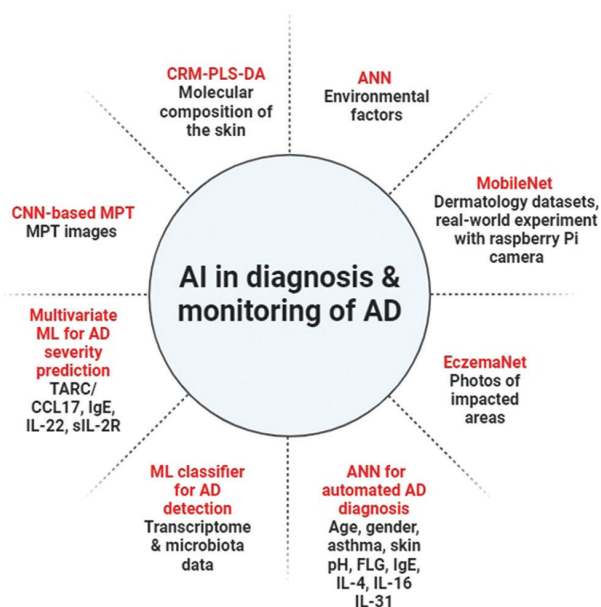 CRM-PLS-DA
Molecular
composition of
the skin
ANN
Environmental
factors
MobileNet
Dermatology datasets,
real-world experiment
with raspberry Pi
camera
EczemaNet
Photos of
impacted
areas
ANN for
automated AD
diagnosis
Age, gender,
asthma, skin
pH, FLG, IgE,
IL-4, IL-16
IL-31
ML classifier
for AD
detection
Transcriptome
& microbiota
data
Multivariate
ML for AD
severity
prediction
TARC/
CCL17, IgE,
IL-22, sIL-2R
CNN-based MPT
MPT images
AI in diagnosis &
monitoring of AD